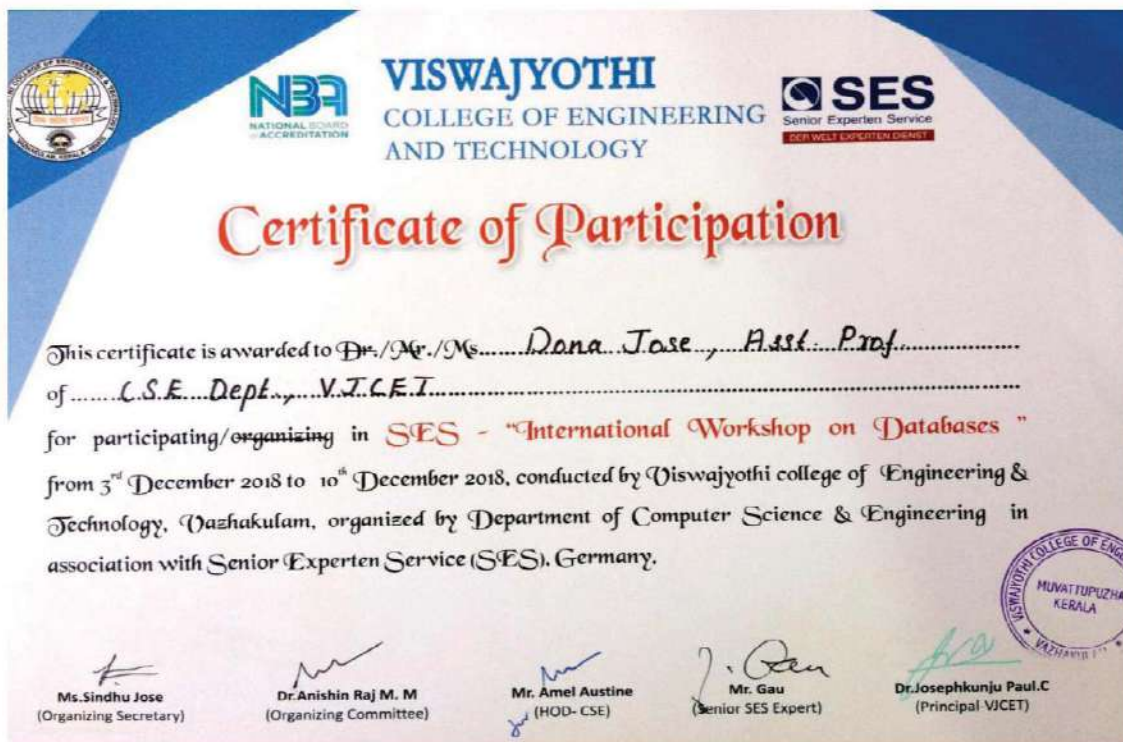 NBA
NATIONAL BOARD
of ACCREDITATION
VISWAJYOTHI
COLLEGE OF ENGINEERING
AND TECHNOLOGY
SES
Senior Experten Service
DER WELT EXPERTEN DIENST
Certificate of Participation
This certificate is awarded to Dr./Mr./Ms......Dona Jose, Asst. Prof.
of ......C.S.E Dept., V.J.C.E.T
for participating/organizing in SES - "International Workshop on Databases "
from 3rd December 2018 to 10th December 2018, conducted by Viswajyothi college of Engineering &
Technology, Vazhakulam, organized by Department of Computer Science & Engineering in
association with Senior Experten Service (SES), Germany.
VISWAJYOTHI COLLEGE OF ENG
MUVATTUPUZHA
KERALA
Ms.Sindhu Jose
(Organizing Secretary)
Dr.Anishin Raj M. M
(Organizing Committee)
Mr. Amel Austine
(HOD- CSE)
Mr. Gau
(Senior SES Expert)
Dr.Josephkunju Paul.C
(Principal-VJCET)